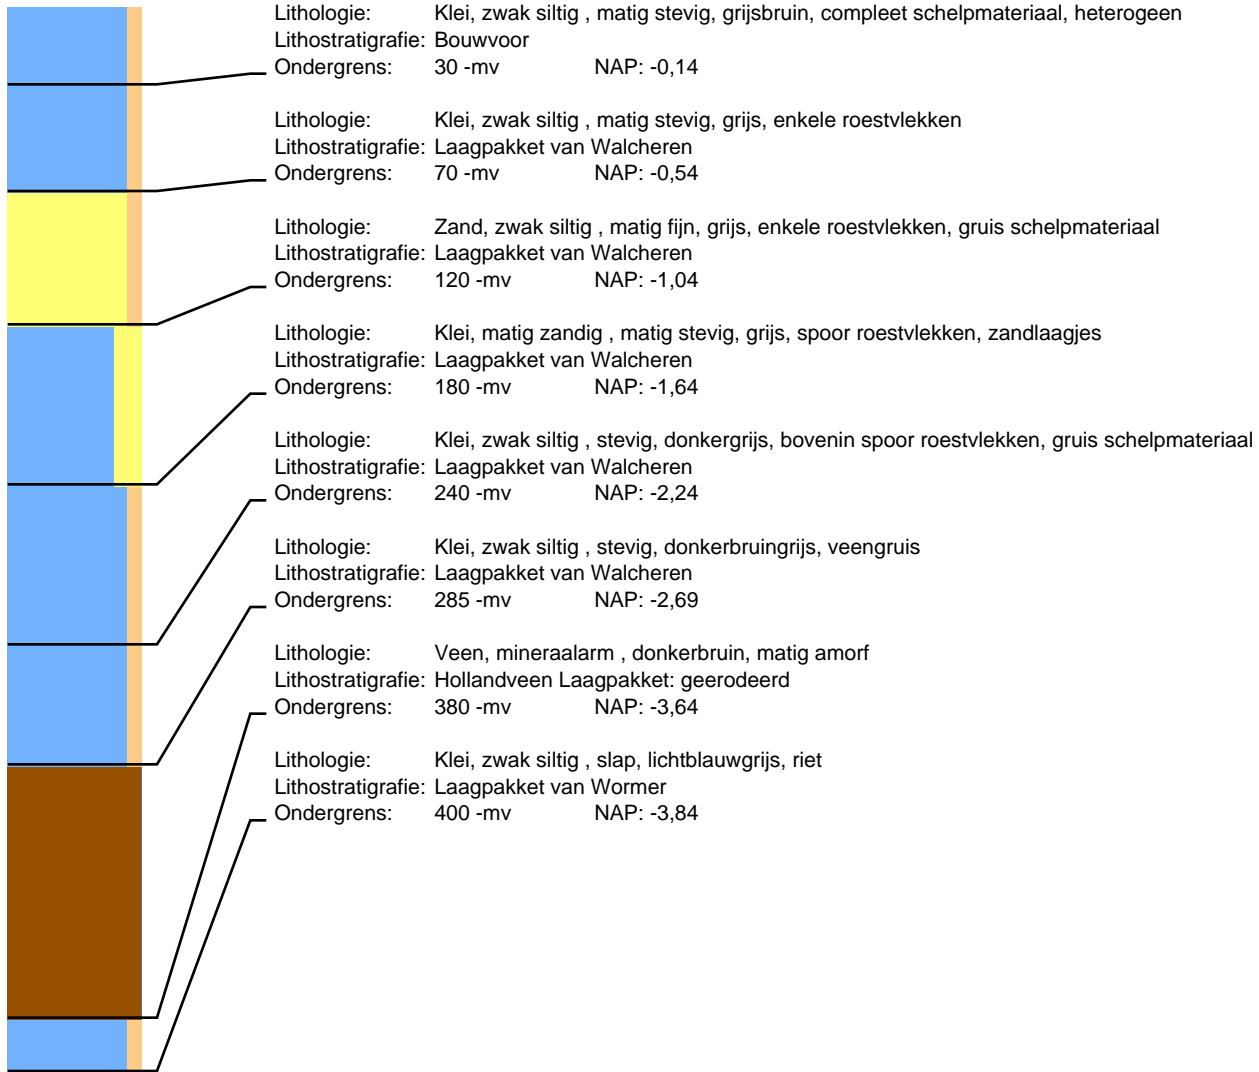 Lithologie: Klei, zwak siltig , matig stevig, grijsbruin, compleet schelpmateriaal, heterogeen
Lithostratigrafie: Bouwvoor
Ondergrens: 30 -mv NAP: -0,14
Lithologie: Klei, zwak siltig , matig stevig, grijs, enkele roestvlekken
Lithostratigrafie: Laagpakket van Walcheren
Ondergrens: 70 -mv NAP: -0,54
Lithologie: Zand, zwak siltig , matig fijn, grijs, enkele roestvlekken, gruis schelpmateriaal
Lithostratigrafie: Laagpakket van Walcheren
Ondergrens: 120 -mv NAP: -1,04
Lithologie: Klei, matig zandig , matig stevig, grijs, spoor roestvlekken, zandlaagjes
Lithostratigrafie: Laagpakket van Walcheren
Ondergrens: 180 -mv NAP: -1,64
Lithologie: Klei, zwak siltig , stevig, donkergrijs, bovenin spoor roestvlekken, gruis schelpmateriaal
Lithostratigrafie: Laagpakket van Walcheren
Ondergrens: 240 -mv NAP: -2,24
Lithologie: Klei, zwak siltig , stevig, donkerbruingrijs, veengruis
Lithostratigrafie: Laagpakket van Walcheren
Ondergrens: 285 -mv NAP: -2,69
Lithologie: Veen, mineraalarm , donkerbruin, matig amorf
Lithostratigrafie: Hollandveen Laagpakket: geerodeerd
Ondergrens: 380 -mv NAP: -3,64
Lithologie: Klei, zwak siltig , slap, lichtblauwgrijs, riet
Lithostratigrafie: Laagpakket van Wormer
Ondergrens: 400 -mv NAP: -3,84